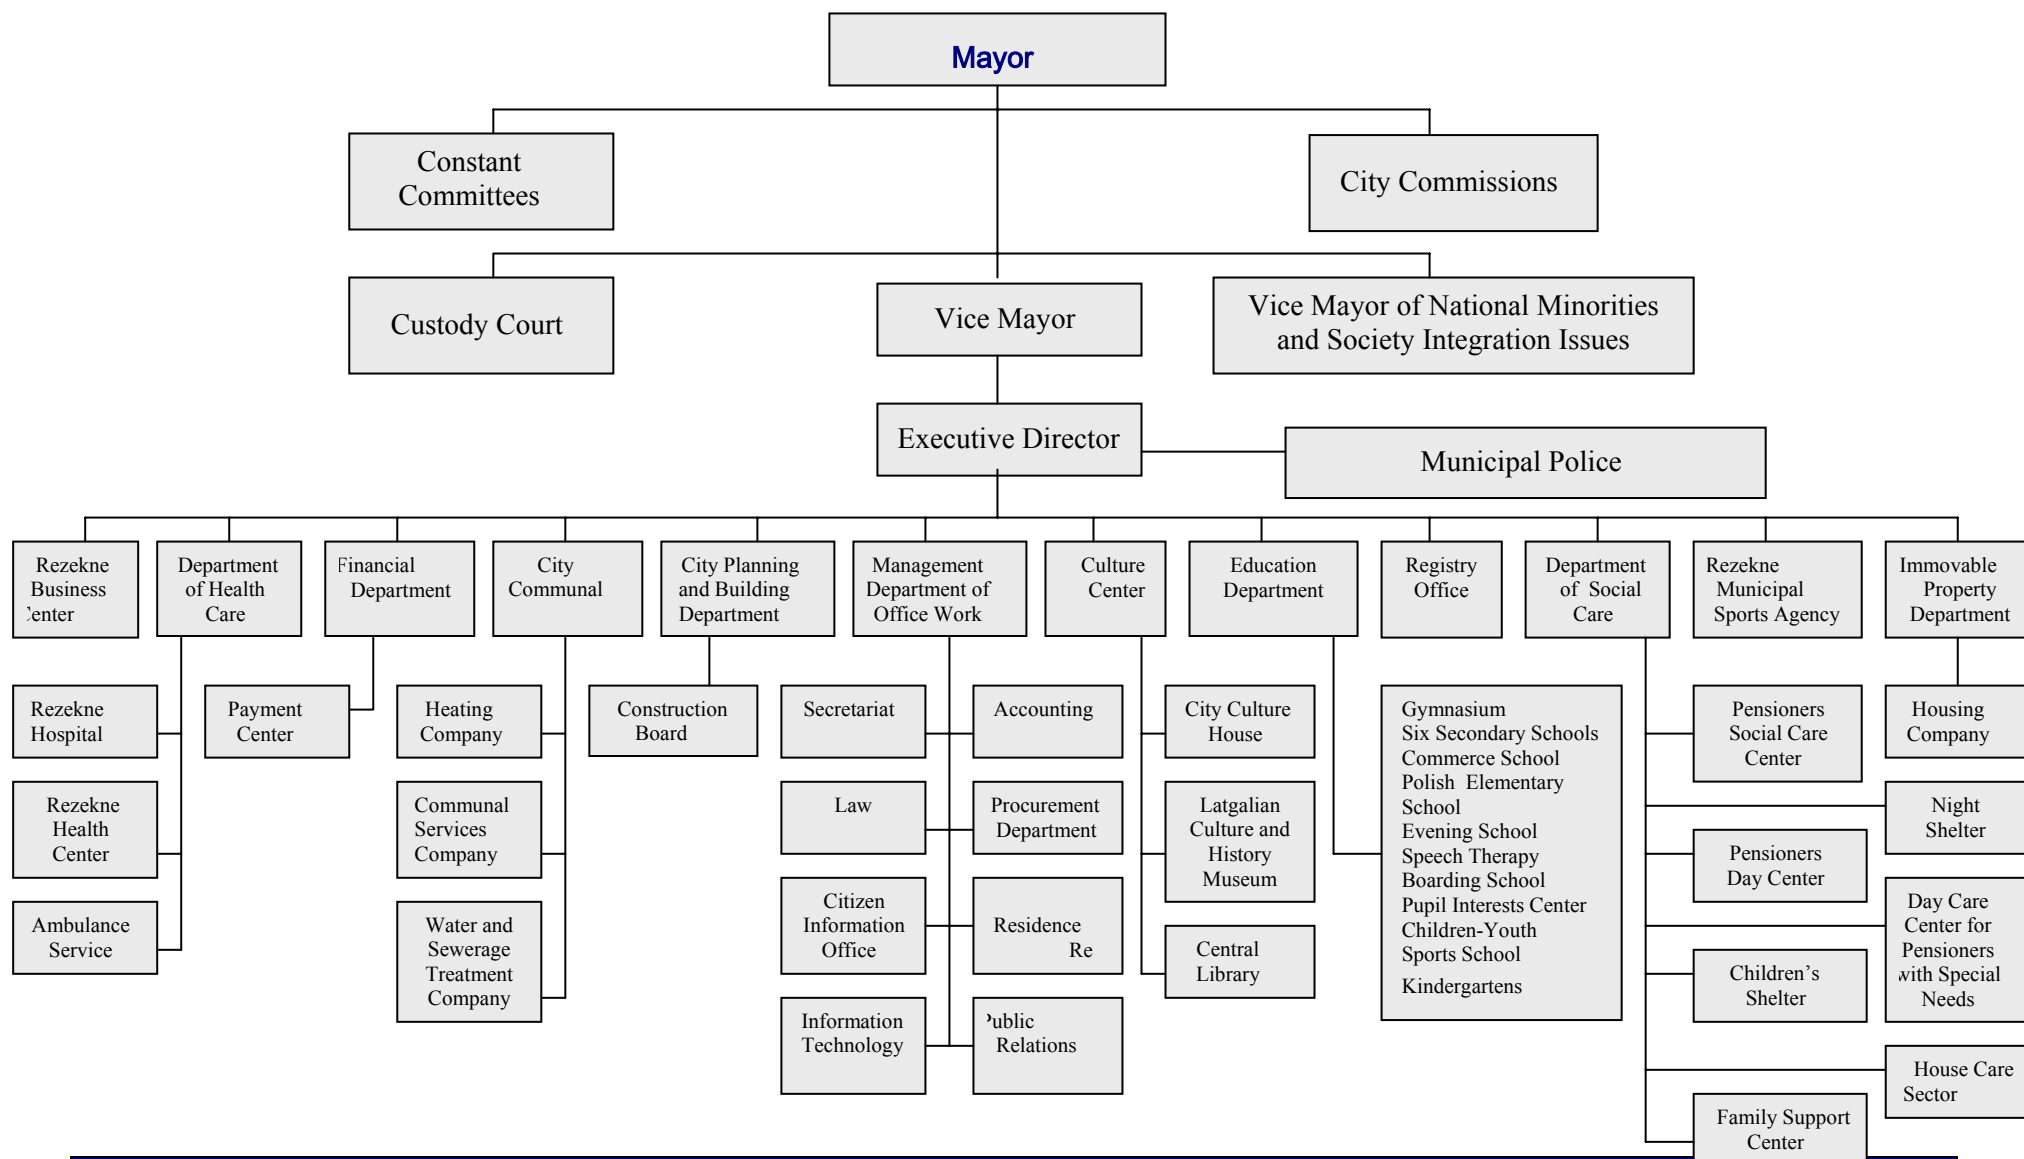 Mayor
Constant
Committees
City Commissions
Custody Court
Vice Mayor
Vice Mayor of National Minorities
and Society Integration Issues
Executive Director
Municipal Police
Rezekne
Business
enter
Department
of Health
Care
Financial
Department
City
Communal
City Planning
and Building
Department
Management
Department of
Office Work
Culture
Center
Education
Department
Registry
Office
Department
of Social
Care
Rezekne
Municipal
Sports Agency
Immovable
Property
Department
Rezekne
Hospital
Rezekne
Health
Center
Ambulance
Service
Payment
Center
Heating
Company
Communal
Services
Company
Water and
Sewerage
Treatment
Company
Construction
Board
Secretariat
Accounting
Law
Procurement
Department
Citizen
Information
Office
Residence
Re
Information
Technology
Public
Relations
City Culture
House
Latgalian
Culture and
History
Museum
Central
Library
Gymnasium
Six Secondary Schools
Commerce School
Polish Elementary
School
Evening School
Speech Therapy
Boarding School
Pupil Interests Center
Children-Youth
Sports School
Kindergartens
Pensioners
Social Care
Center
Pensioners
Day Center
Children's
Shelter
Family Support
Center
Housing
Company
Night
Shelter
Day Care
Center for
Pensioners
with Special
Needs
House Care
Sector